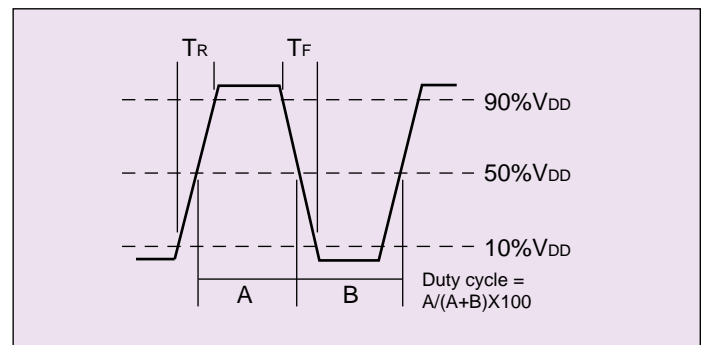 TR TF
90%VDD
50%VDD
10%VDD
A B
Duty cycle =
A/(A+B)X100